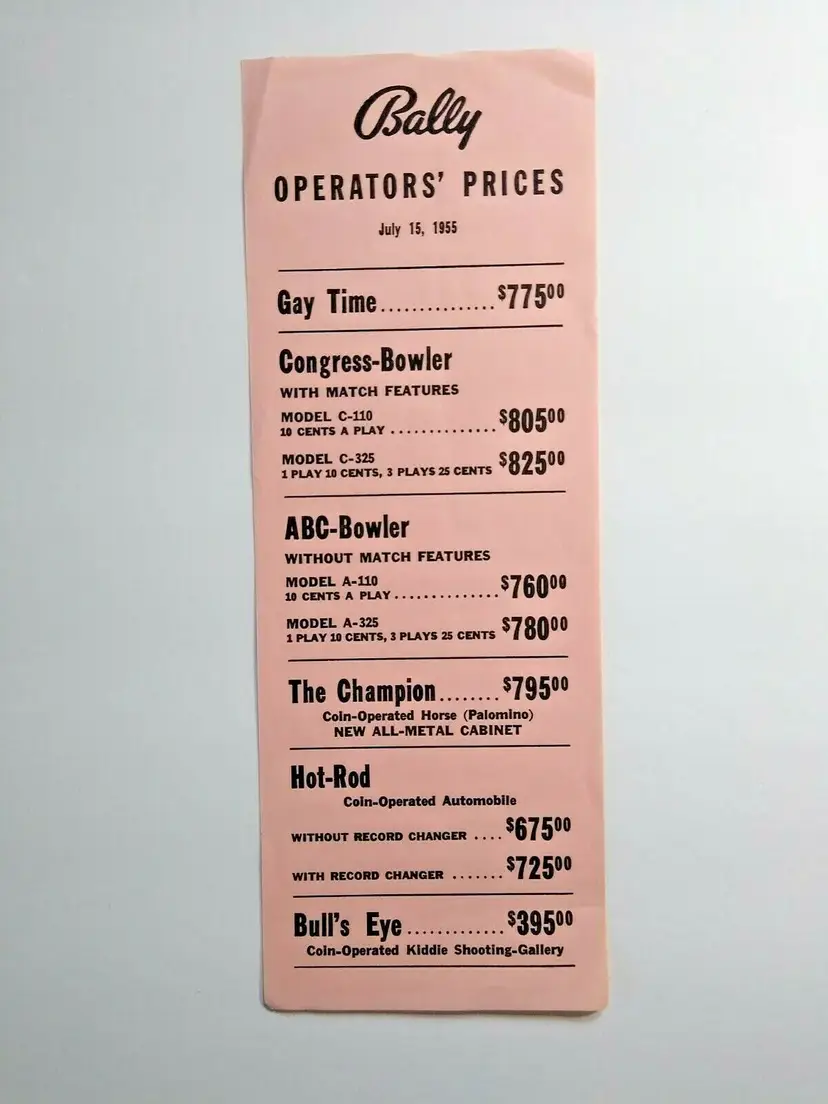 Bally
OPERATORS' PRICES
July 15, 1955
Gay Time............... $775 00
Congress-Bowler
WITH MATCH FEATURES
MODEL C-110
10 CENTS A PLAY .............. $805 00
MODEL C-325
1 PLAY 10 CENTS, 3 PLAYS 25 CENTS $825 00
ABC-Bowler
WITHOUT MATCH FEATURES
MODEL A-110
10 CENTS A PLAY.............. $760 00
MODEL A-325
1 PLAY 10 CENTS, 3 PLAYS 25 CENTS $780 00
The Champion........ $795 00
Coin-Operated Horse (Palomino)
NEW ALL-METAL CABINET
Hot-Rod
Coin-Operated Automobile
WITHOUT RECORD CHANGER .... $675 00
WITH RECORD CHANGER ....... $725 00
Bull's Eye ............. $395 00
Coin-Operated Kiddie Shooting-Gallery